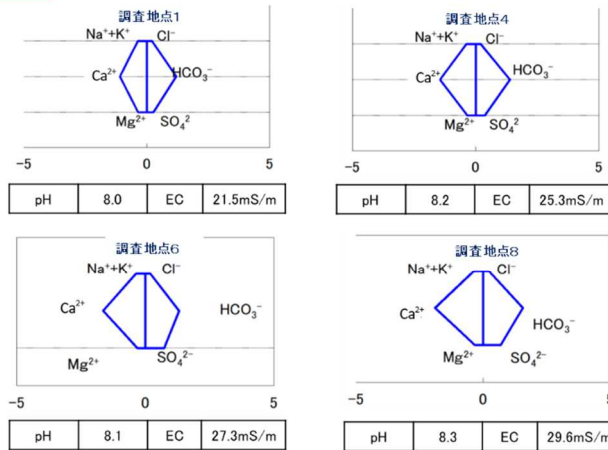 調査地点1
Na⁺+K⁺ Cl⁻
Ca²⁺ HCO₃⁻
Mg²⁺ SO₄²
-5 0 5
pH 8.0 EC 21.5mS/m
調査地点4
Na⁺+K⁺ Cl⁻
Ca²⁺ HCO₃⁻
Mg²⁺ SO₄²
-5 0 5
pH 8.2 EC 25.3mS/m
調査地点6
Na⁺+K⁺ Cl⁻
Ca²⁺ HCO₃⁻
Mg²⁺ SO₄²⁻
-5 0 5
pH 8.1 EC 27.3mS/m
調査地点8
Na⁺+K⁺ Cl⁻
Ca²⁺ HCO₃⁻
Mg²⁺ SO₄²⁻
-5 0 5
pH 8.3 EC 29.6mS/m